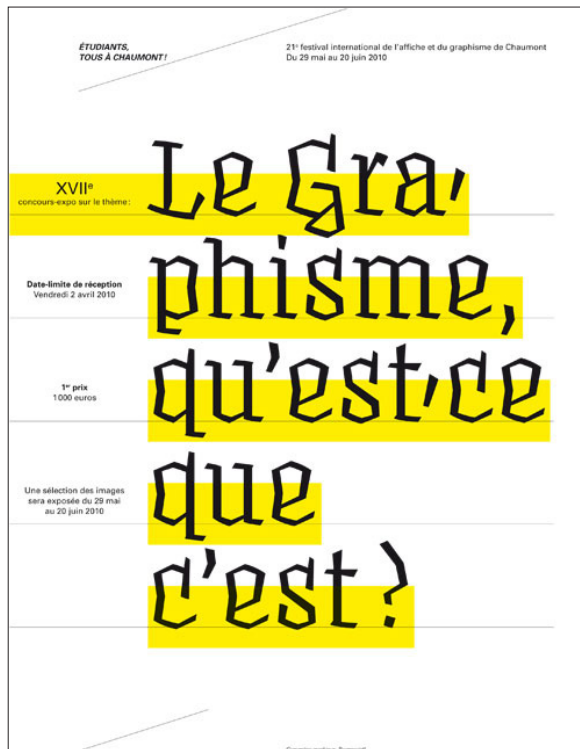 ÉTUDIANTS,
TOUS À CHAUMONT !
21e festival international de l'affiche et du graphisme de Chaumont
Du 29 mai au 20 juin 2010
XVIIe
concours-expo sur le thème :
Le Gra-
phisme,
qu'est-ce
que
c'est ?
Date-limite de réception
Vendredi 2 avril 2010
1er prix
1000 euros
Une sélection des images
sera exposée du 29 mai
au 20 juin 2010